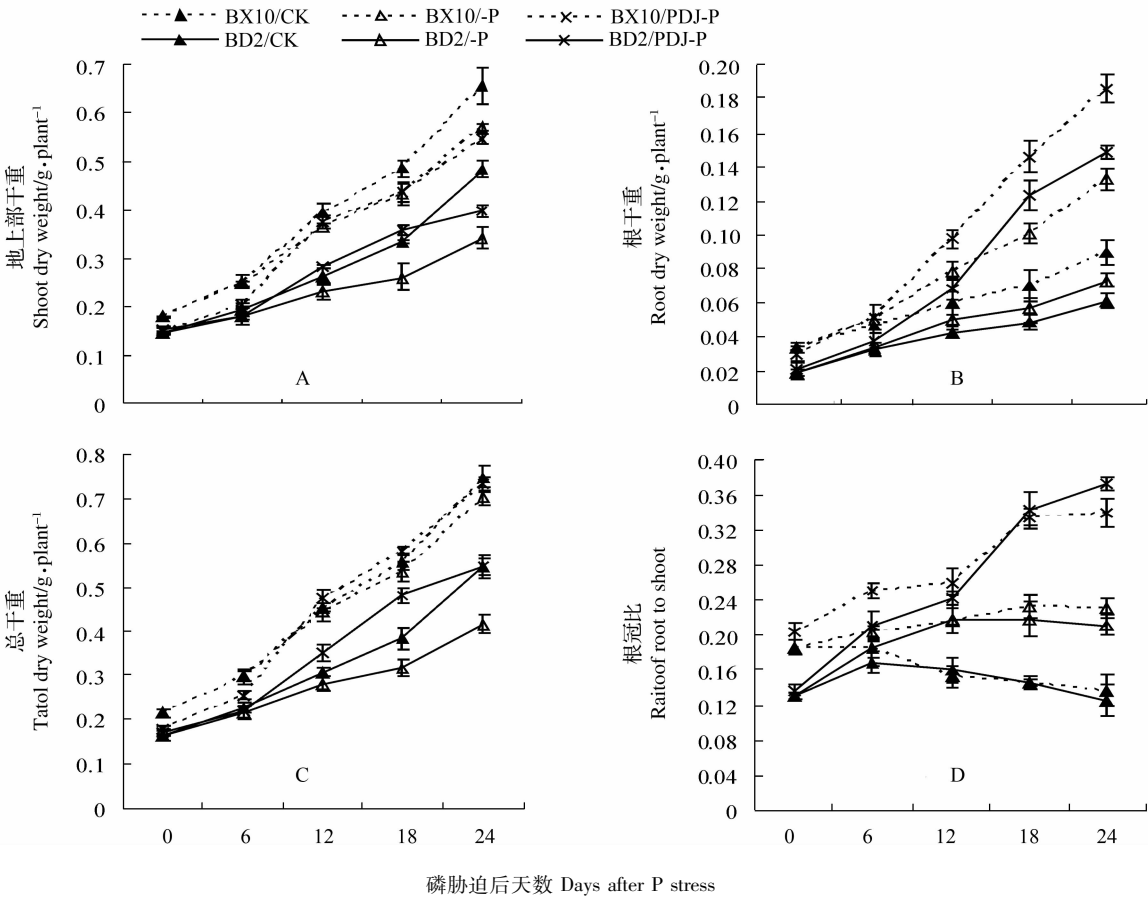 BX10/CK BX10/-P BX10/PDJ-P
BD2/CK BD2/-P BD2/PDJ-P
地上部干重
Shoot dry weight/g·plant⁻¹
0.7
0.6
0.5
0.4
0.3
0.2
0.1
0
A
根干重
Root dry weight/g·plant⁻¹
0.20
0.18
0.16
0.14
0.12
0.10
0.08
0.06
0.04
0.02
0
B
总干重
Tatol dry weight/g·plant⁻¹
0.8
0.7
0.6
0.5
0.4
0.3
0.2
0.1
0
C
0 6 12 18 24
根冠比
Raitoof root to shoot
0.40
0.36
0.32
0.28
0.24
0.20
0.16
0.12
0.08
0.04
0
D
0 6 12 18 24
磷胁迫后天数 Days after P stress